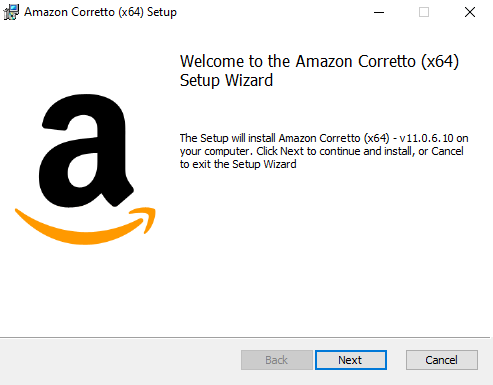 Amazon Corretto (x64) Setup
Welcome to the Amazon Corretto (x64)
Setup Wizard
The Setup will install Amazon Corretto (x64) - v11.0.6.10 on
your computer. Click Next to continue and install, or Cancel
to exit the Setup Wizard
Back Next Cancel